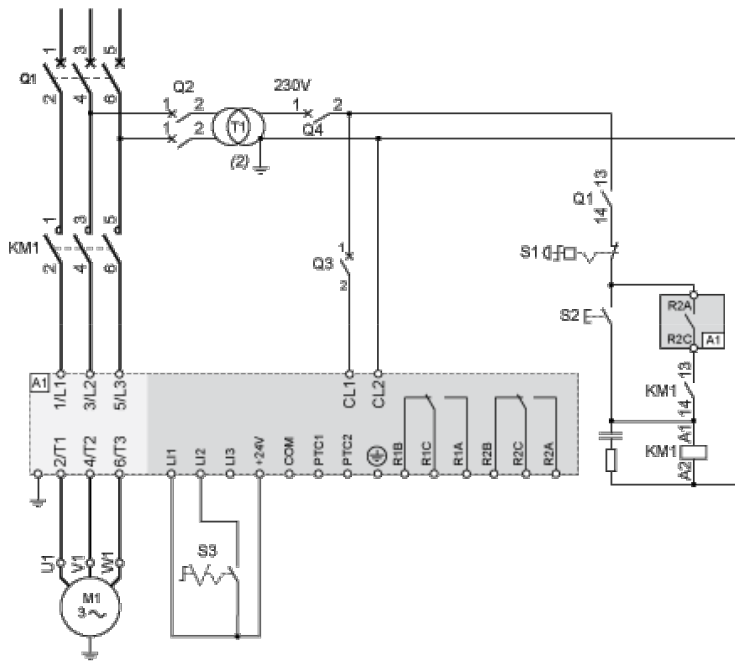 1 3 5
Q1
2 4 6
Q2
1 2
1 2
T1
(2)
230V
1 2
Q4
13
Q1
14
1 3 5
KM1
2 4 6
1
Q3
2
S1
S2
R2A
R2C A1
13
KM1
14
A1
KM1
A2
A1
1/L1 3/L2 5/L3 CL1 CL2
2/T1 4/T2 6/T3 LI1 LI2 LI3 +24V COM PTC1 PTC2 R1B R1C R1A R2B R2C R2A
S3
U1 V1 W1
M1
3